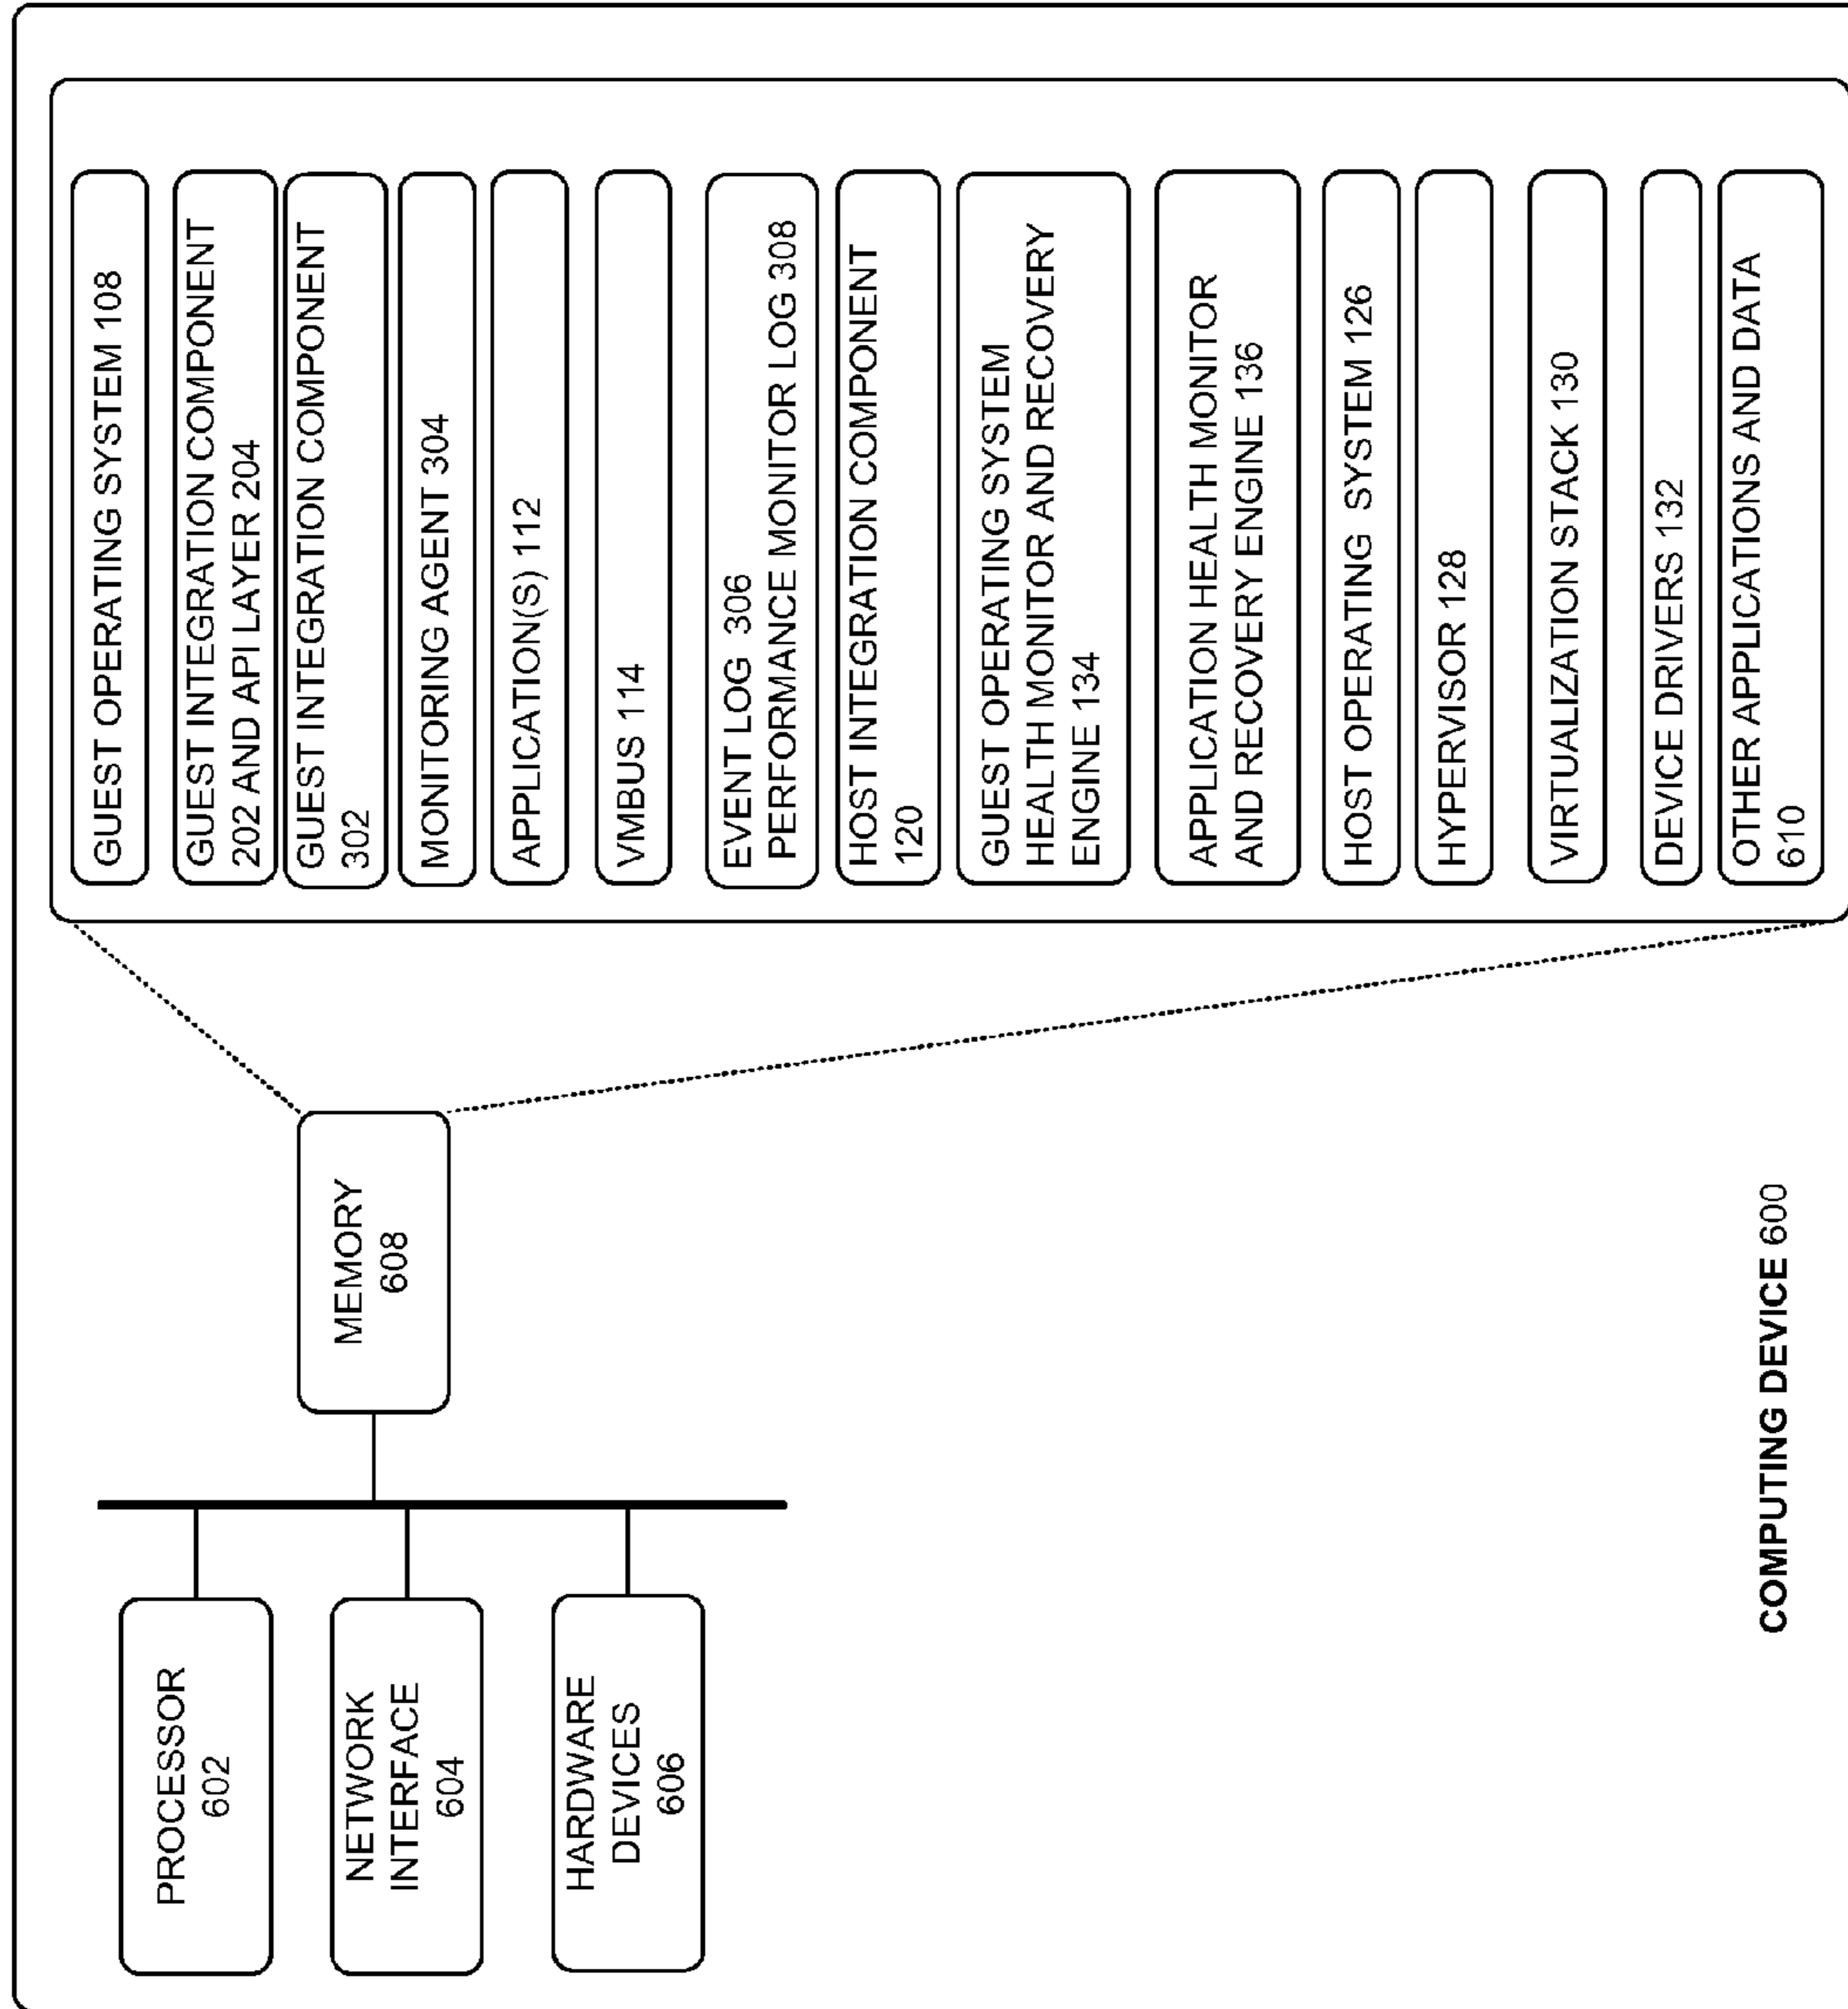 PROCESSOR
602
NETWORK
INTERFACE
604
HARDWARE
DEVICES
606
MEMORY
608
GUEST OPERATING SYSTEM 108
GUEST INTEGRATION COMPONENT
202 AND API LAYER 204
GUEST INTEGRATION COMPONENT
302
MONITORING AGENT 304
APPLICATION(S) 112
VMBUS 114
EVENT LOG 306
PERFORMANCE MONITOR LOG 308
HOST INTEGRATION COMPONENT
120
GUEST OPERATING SYSTEM
HEALTH MONITOR AND RECOVERY
ENGINE 134
APPLICATION HEALTH MONITOR
AND RECOVERY ENGINE 136
HOST OPERATING SYSTEM 126
HYPERVISOR 128
VIRTUALIZATION STACK 130
DEVICE DRIVERS 132
OTHER APPLICATIONS AND DATA
610
COMPUTING DEVICE 600